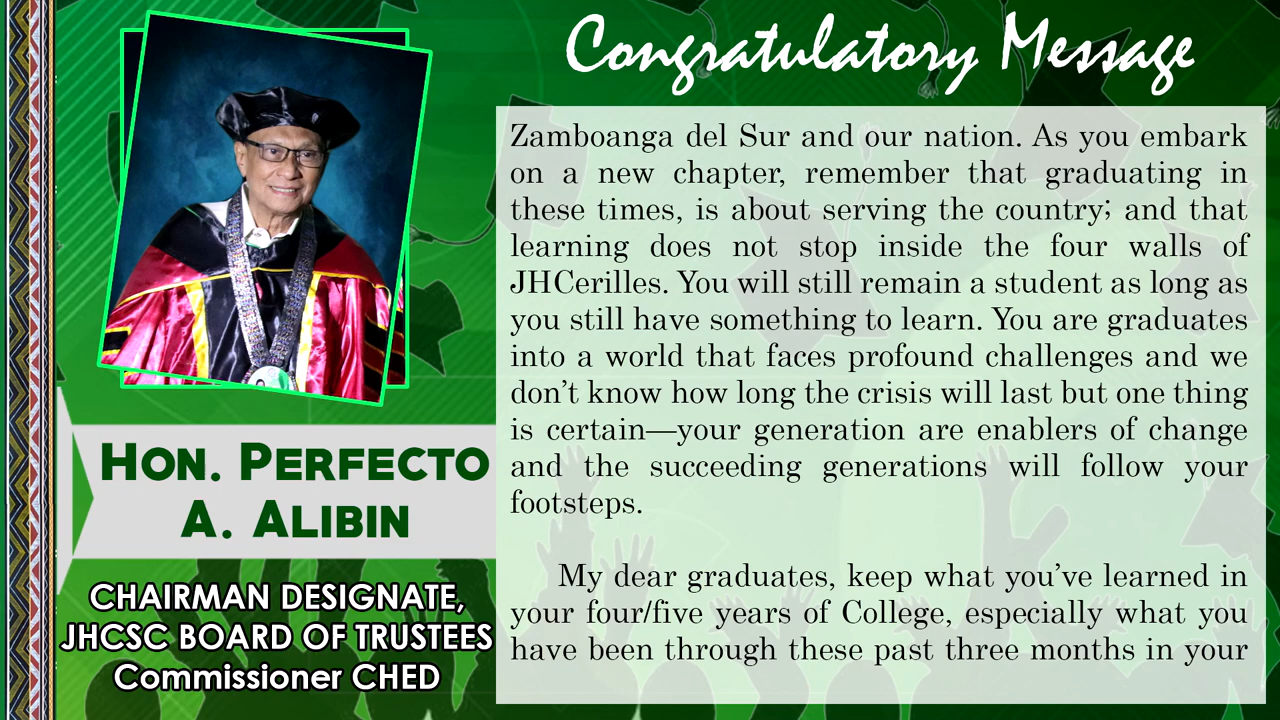 Congratulatory Message
Zamboanga del Sur and our nation. As you embark
on a new chapter, remember that graduating in
these times, is about serving the country; and that
learning does not stop inside the four walls of
JHCerilles. You will still remain a student as long as
you still have something to learn. You are graduates
into a world that faces profound challenges and we
don’t know how long the crisis will last but one thing
is certain—your generation are enablers of change
and the succeeding generations will follow your
footsteps.
My dear graduates, keep what you’ve learned in
your four/five years of College, especially what you
have been through these past three months in your
HON. PERFECTO
A. ALIBIN
CHAIRMAN DESIGNATE,
JHCSC BOARD OF TRUSTEES
Commissioner CHED